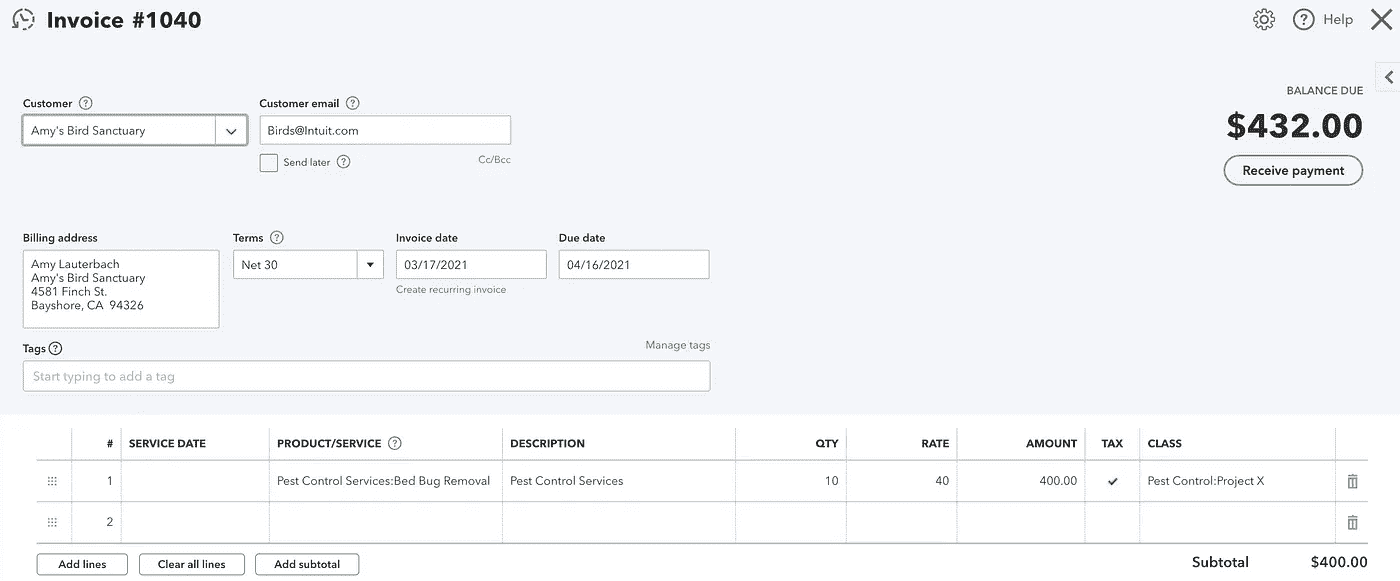 Invoice #1040
Help
Customer
Customer email
BALANCE DUE
Amy's Bird Sanctuary
Birds@Intuit.com
$432.00
Send later
Cc/Bcc
Receive payment
Billing address
Terms
Invoice date
Due date
Amy Lauterbach
Amy's Bird Sanctuary
4581 Finch St.
Bayshore, CA  94326
Net 30
03/17/2021
04/16/2021
Create recurring invoice
Tags
Manage tags
Start typing to add a tag
# SERVICE DATE PRODUCT/SERVICE DESCRIPTION QTY RATE AMOUNT TAX CLASS
1 Pest Control Services:Bed Bug Removal Pest Control Services 10 40 400.00 ✓ Pest Control:Project X
2
Add lines Clear all lines Add subtotal Subtotal $400.00